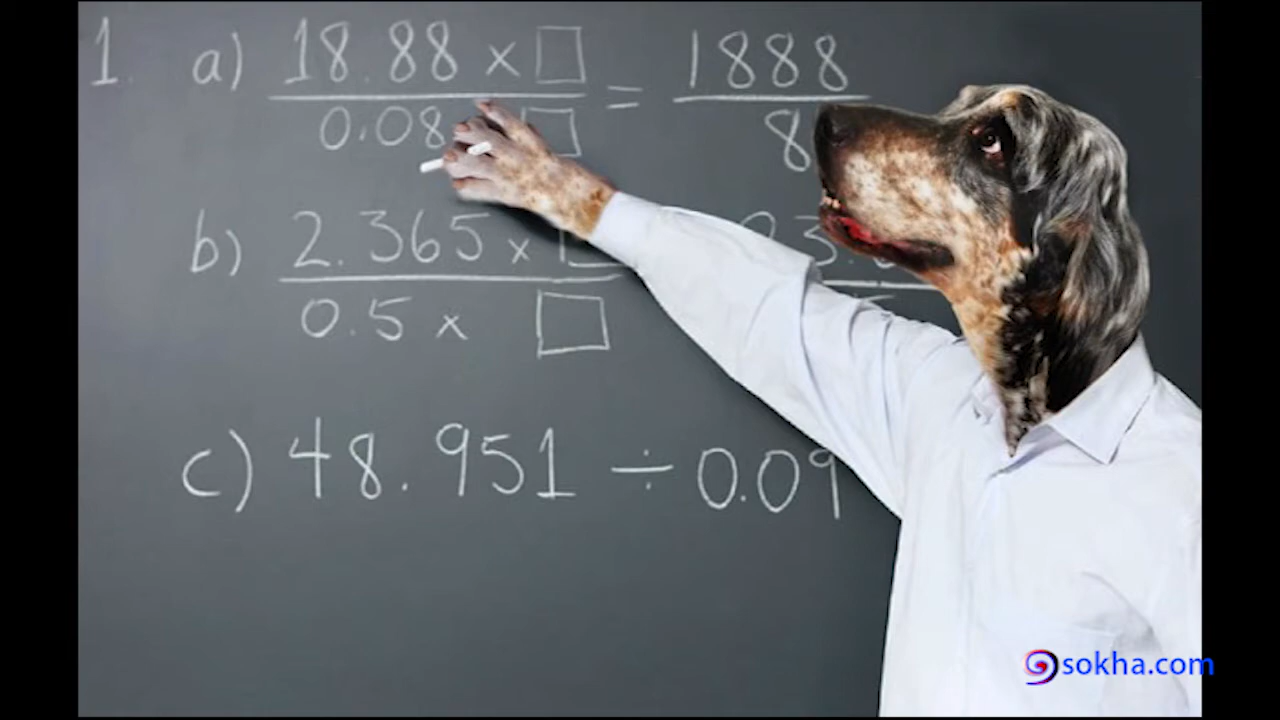 1. a) 18.88 x □ = 1888
0.08 □ 8
b) 2.365 x
0.5 x □
c) 48.951 ÷ 0.09
sokha.com